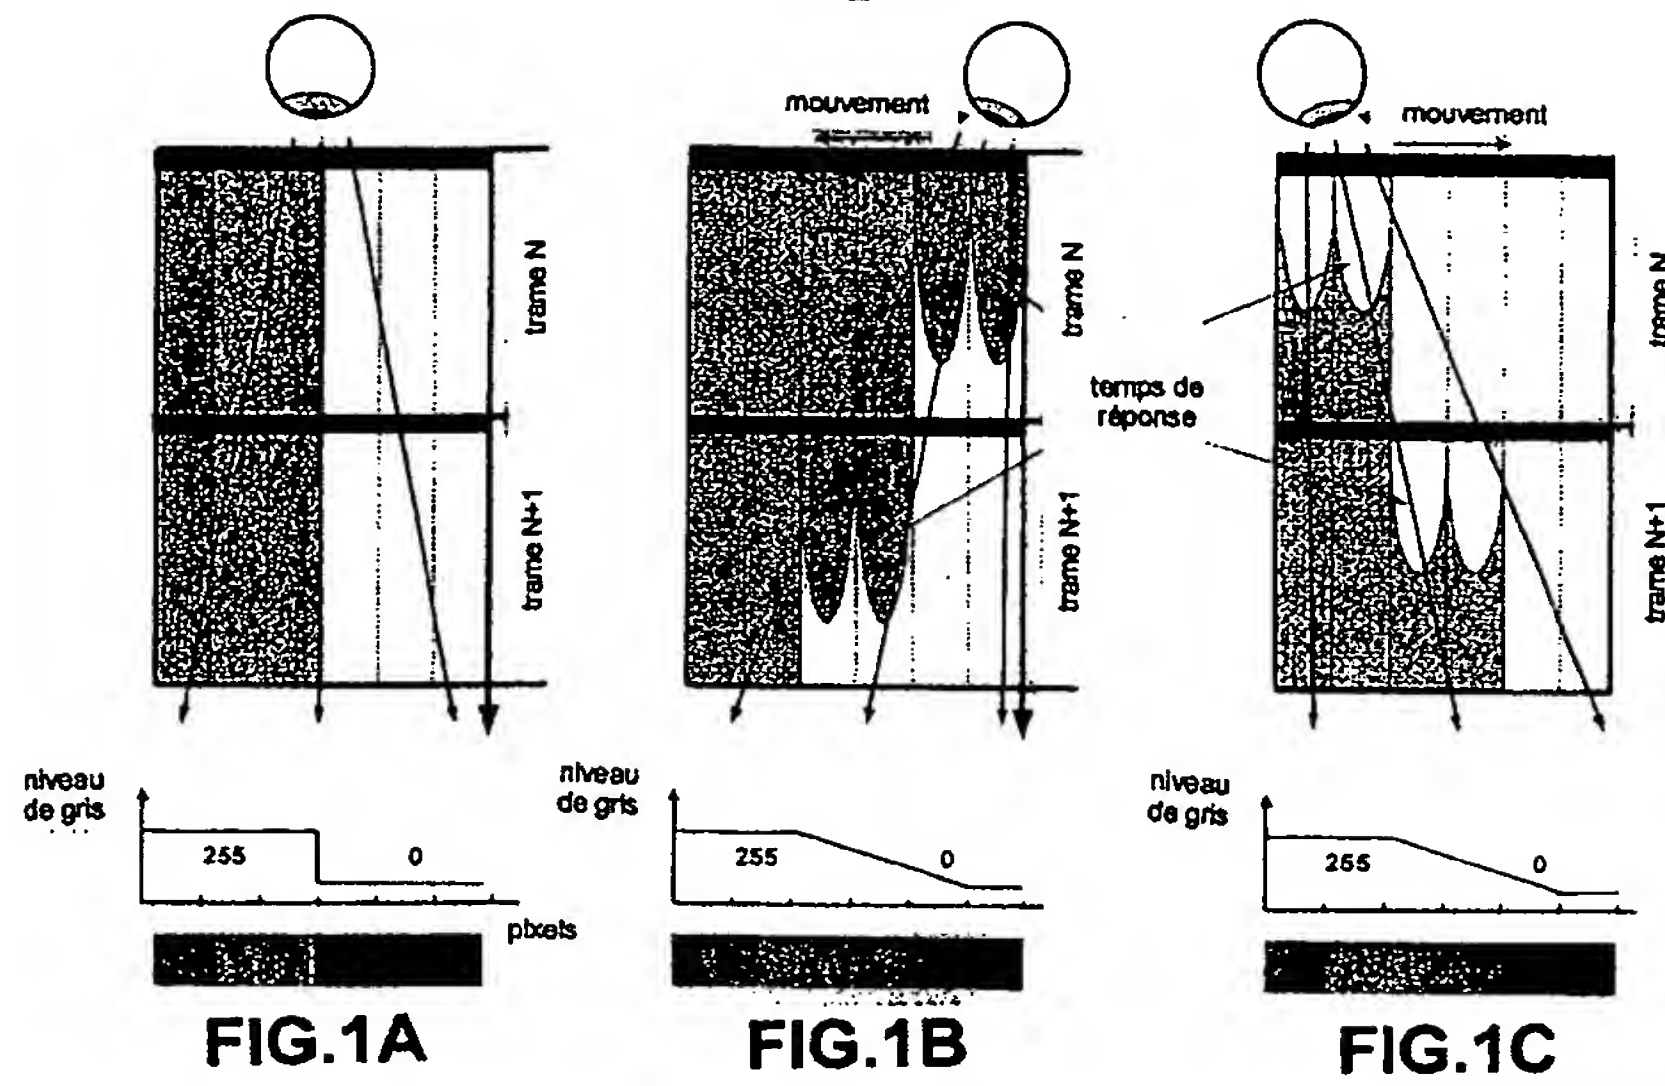 mouvement
mouvement
trame N
trame N+1
trame N
trame N+1
temps de
réponse
trame N
trame N+1
niveau
de gris
255
0
pixels
niveau
de gris
255
0
niveau
de gris
255
0
FIG.1A
FIG.1B
FIG.1C